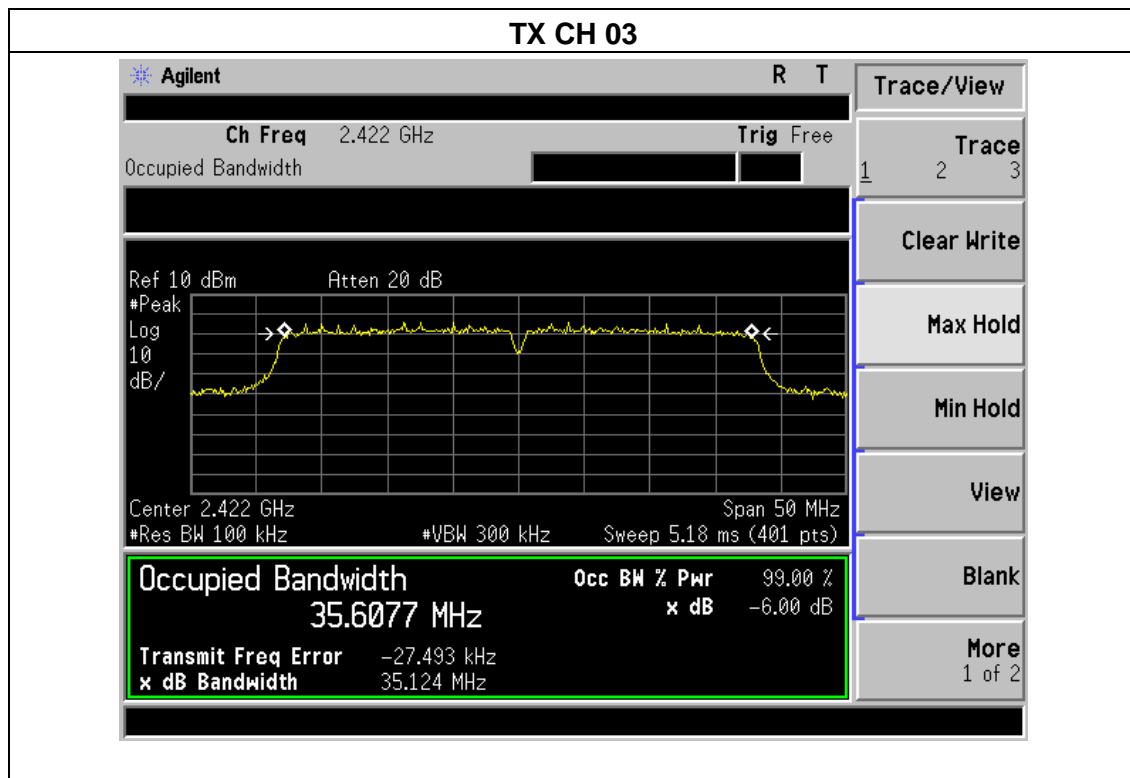 TX CH 03
Agilent R T
Trace/View
Ch Freq 2.422 GHz Trig Free
Occupied Bandwidth
Trace
1 2 3
Clear Write
Max Hold
Min Hold
View
Blank
More
1 of 2
Ref 10 dBm Atten 20 dB
#Peak
Log
10
dB/
Center 2.422 GHz Span 50 MHz
#Res BW 100 kHz #VBW 300 kHz Sweep 5.18 ms (401 pts)
Occupied Bandwidth Occ BW % Pwr 99.00 %
35.6077 MHz x dB -6.00 dB
Transmit Freq Error -27.493 kHz
x dB Bandwidth 35.124 MHz